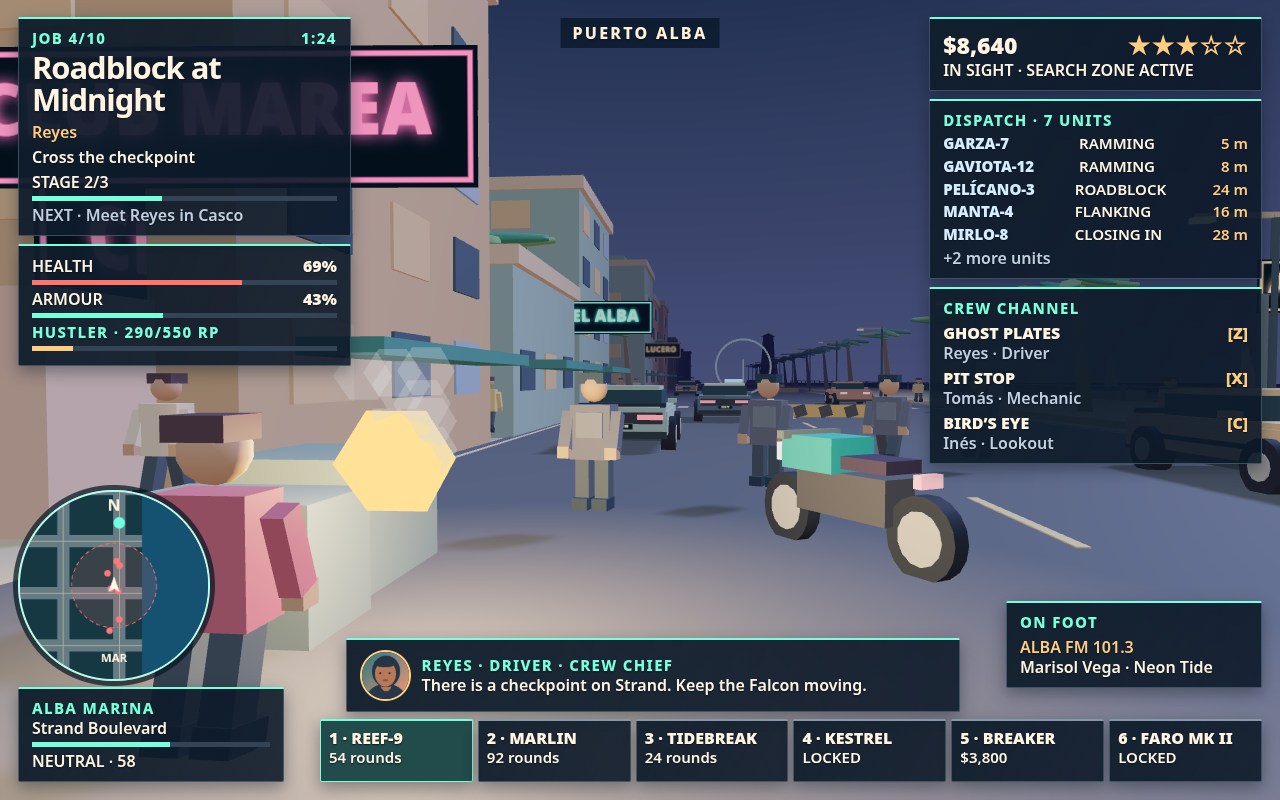 PUERTO ALBA
JOB 4/10 1:24
Roadblock at
Midnight
Reyes
Cross the checkpoint
STAGE 2/3
NEXT · Meet Reyes in Casco
HEALTH 69%
ARMOUR 43%
HUSTLER · 290/550 RP
CLUB MAREA
EL ALBA
LUCERO
$8,640 ★★★☆☆
IN SIGHT · SEARCH ZONE ACTIVE
DISPATCH · 7 UNITS
GARZA-7 RAMMING 5 m
GAVIOTA-12 RAMMING 8 m
PELÍCANO-3 ROADBLOCK 24 m
MANTA-4 FLANKING 16 m
MIRLO-8 CLOSING IN 28 m
+2 more units
CREW CHANNEL
GHOST PLATES [Z]
Reyes · Driver
PIT STOP [X]
Tomás · Mechanic
BIRD'S EYE [C]
Inés · Lookout
N
MAR
ALBA MARINA
Strand Boulevard
NEUTRAL · 58
REYES · DRIVER · CREW CHIEF
There is a checkpoint on Strand. Keep the Falcon moving.
ON FOOT
ALBA FM 101.3
Marisol Vega · Neon Tide
1 · REEF-9
54 rounds
2 · MARLIN
92 rounds
3 · TIDEBREAK
24 rounds
4 · KESTREL
LOCKED
5 · BREAKER
$3,800
6 · FARO MK II
LOCKED